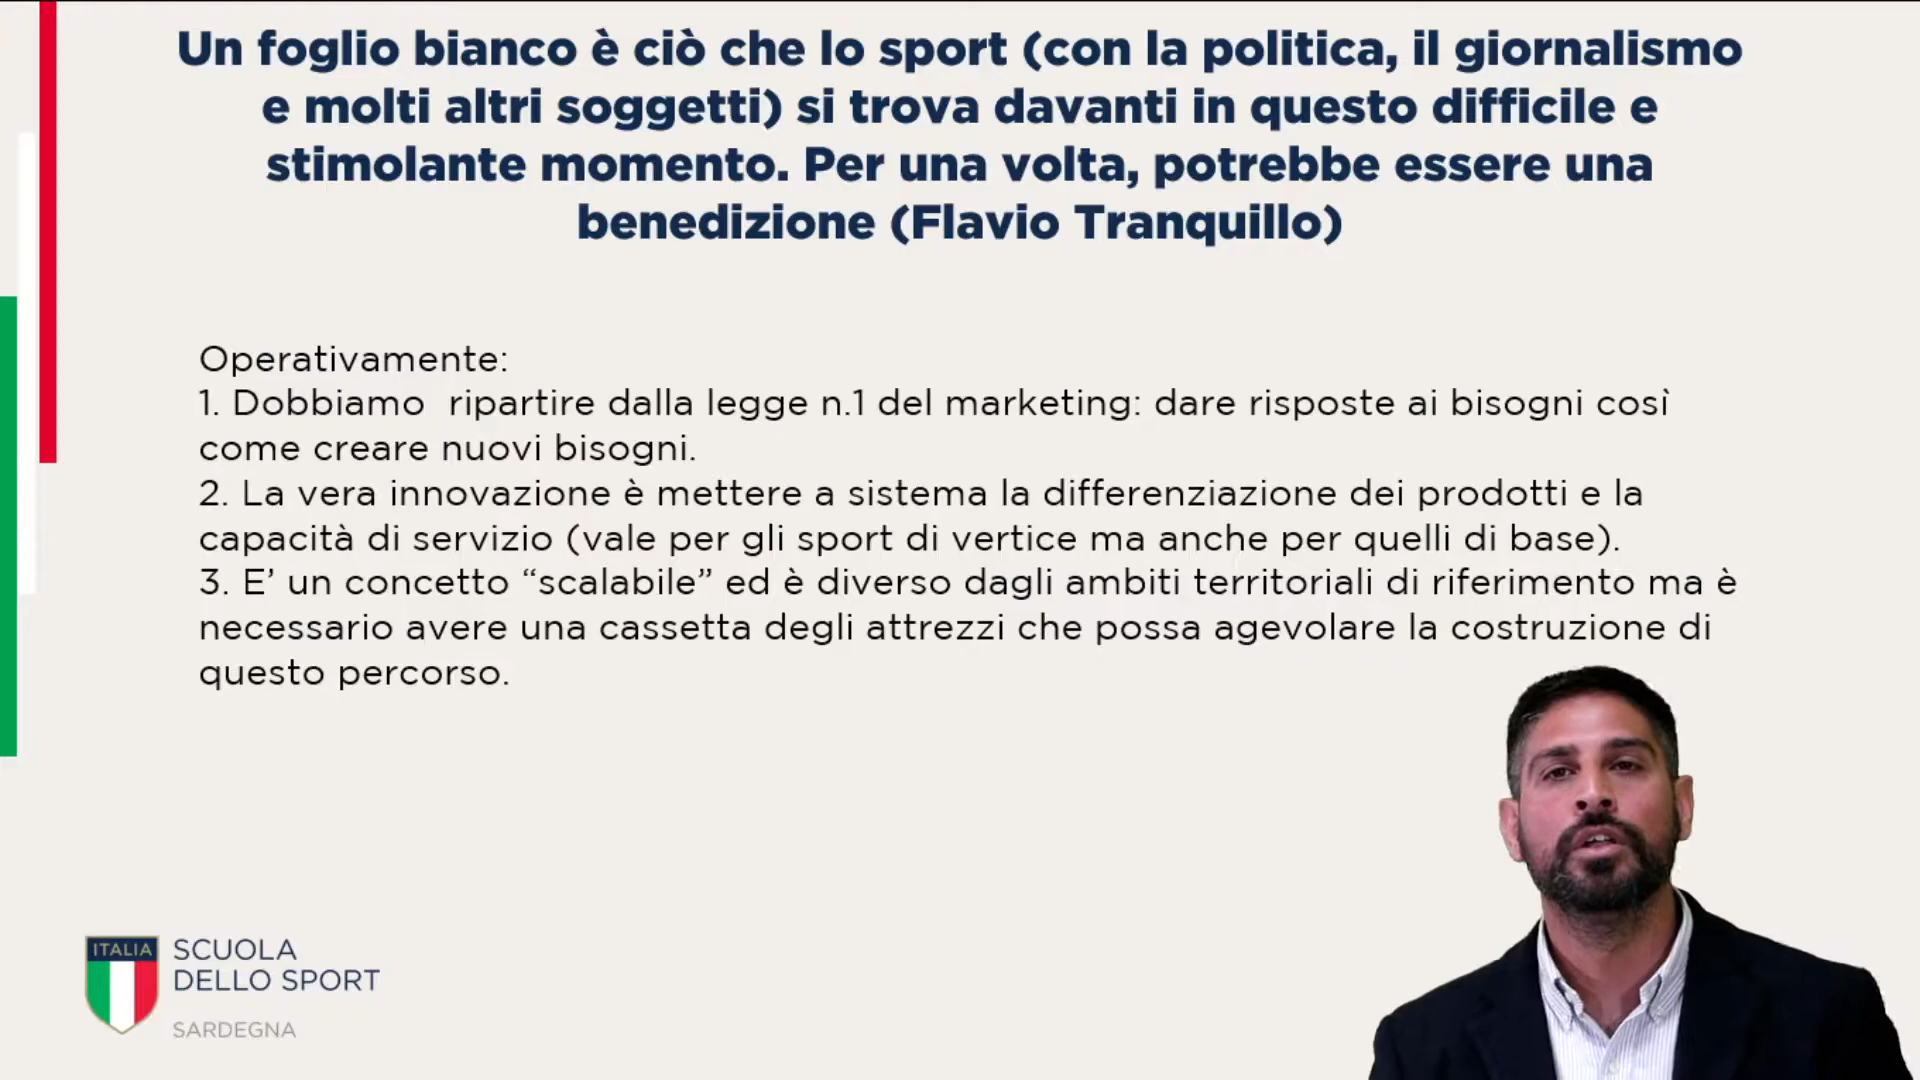 Un foglio bianco è ciò che lo sport (con la politica, il giornalismo
e molti altri soggetti) si trova davanti in questo difficile e
stimolante momento. Per una volta, potrebbe essere una
benedizione (Flavio Tranquillo)
Operativamente:
1. Dobbiamo  ripartire dalla legge n.1 del marketing: dare risposte ai bisogni così
come creare nuovi bisogni.
2. La vera innovazione è mettere a sistema la differenziazione dei prodotti e la
capacità di servizio (vale per gli sport di vertice ma anche per quelli di base).
3. E’ un concetto “scalabile” ed è diverso dagli ambiti territoriali di riferimento ma è
necessario avere una cassetta degli attrezzi che possa agevolare la costruzione di
questo percorso.
ITALIA
SCUOLA
DELLO SPORT
SARDEGNA